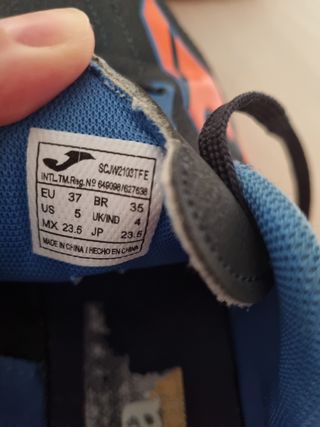 SCJW2103TFE
INT'L.TM.Reg.Nº 649098/627638
EU 37 BR 35
US 5 UK/IND 4
MX 23.5 JP 23.5
MADE IN CHINA / HECHO EN CHINA